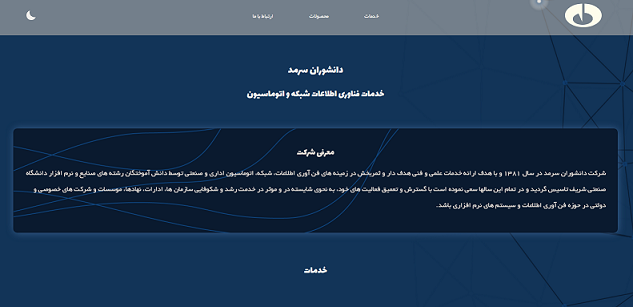 خدمات
محصولات
ارتباط با ما
دانشوران سرمد
خدمات فناوری اطلاعات شبکه و اتوماسیون
معرفی شرکت
شرکت دانشوران سرمد در سال ۱۳۸۱ و با هدف ارائه خدمات علمی و فنی هدف دار و ثمربخش در زمینه های فن آوری اطلاعات، شبکه، اتوماسیون اداری و صنعتی توسط دانش آموختگان رشته های صنایع و نرم افزار دانشگاه
صنعتی شریف تاسیس گردید و در تمام این سالها سعی نموده است با گسترش و تعمیق فعالیت های خود، به نحوی شایسته در و موثر در خدمت رشد و شکوفایی سازمان ها، ادارات، نهادها، موسسات و شرکت های خصوصی و
دولتی در حوزه فن آوری اطلاعات و سیستم های نرم افزاری باشد.
خدمات